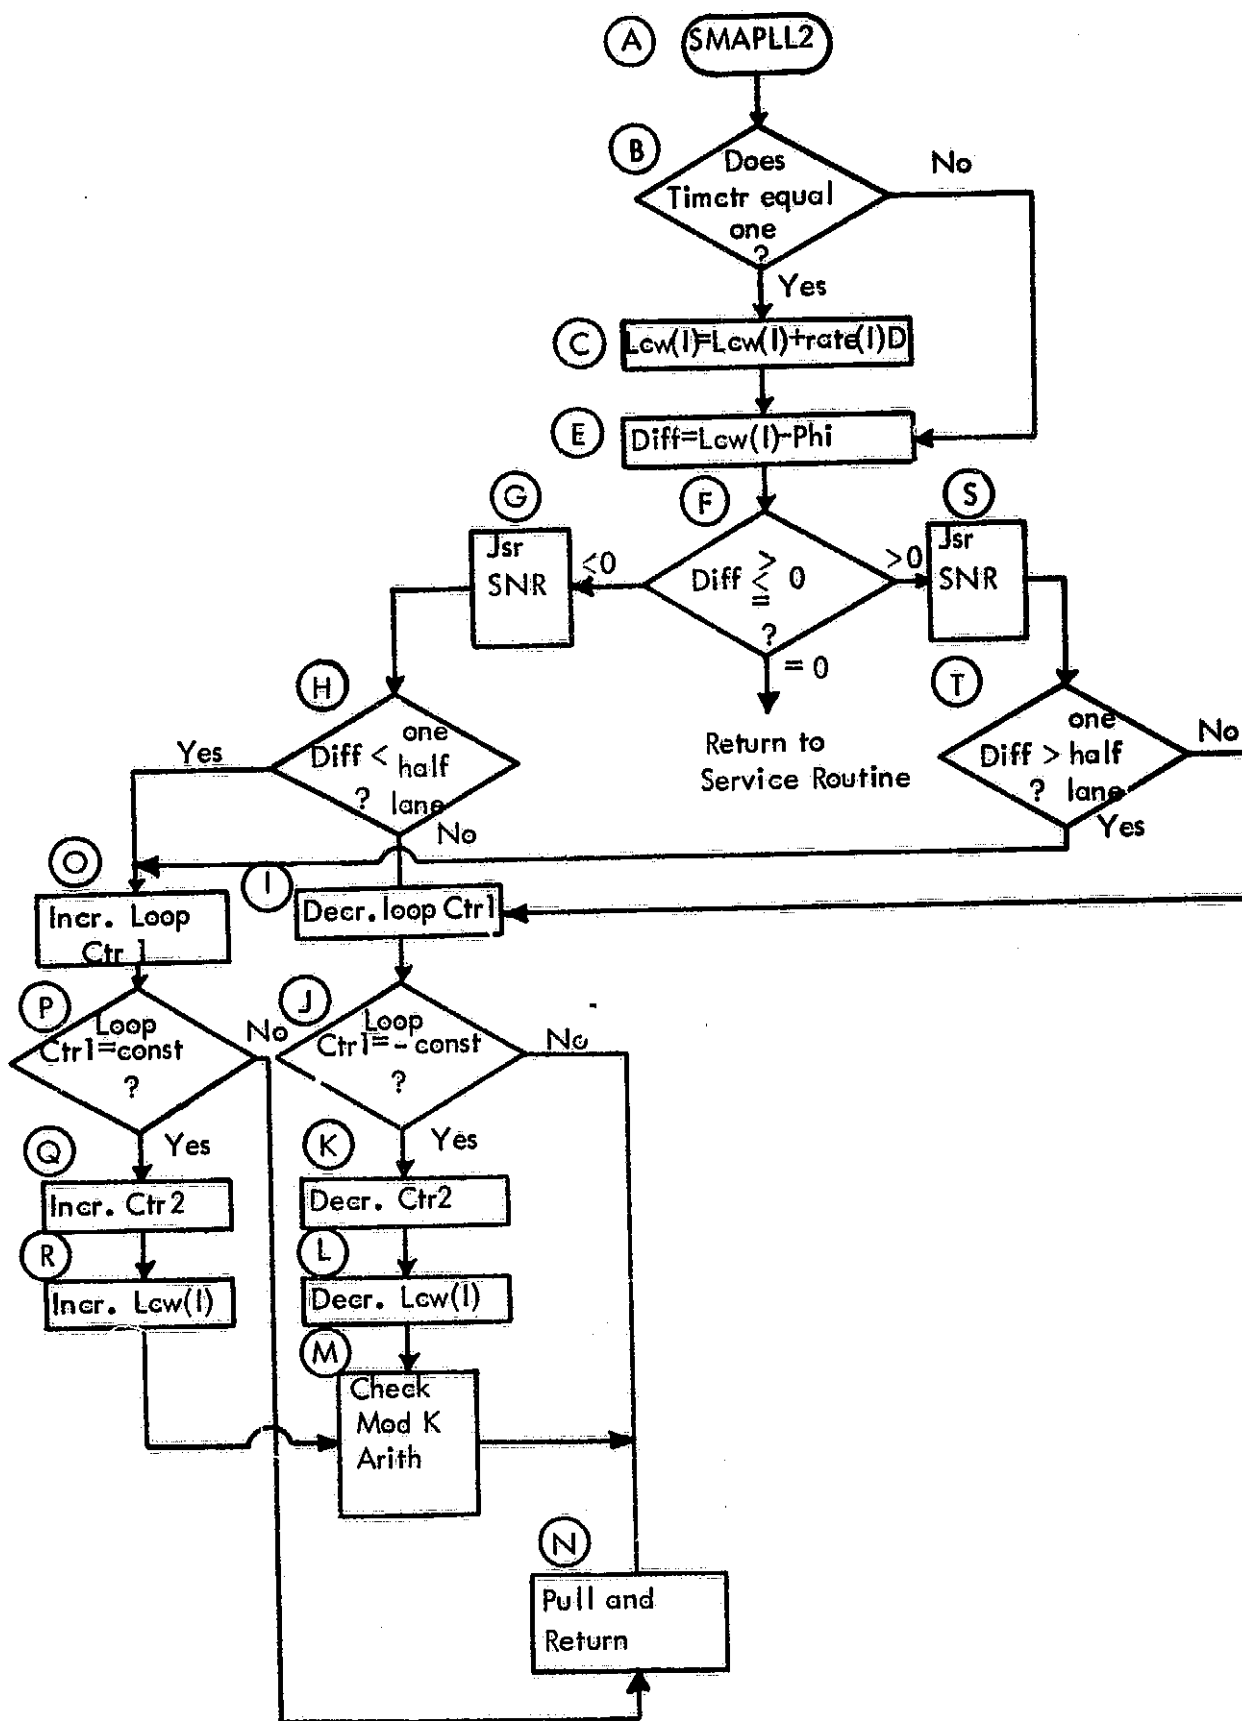 A
SMAPLL2
B
Does
Timctr equal
one
?
No
Yes
C
Lcw(I)=Lcw(I)+rate(I)D
E
Diff=Lcw(I)-Phi
G
Jsr
SNR
<0
F
Diff ⪌ 0
?
= 0
>0
S
Jsr
SNR
Return to
Service Routine
H
Yes
Diff < one
half
? lane
No
T
one
Diff > half
? lane
No
Yes
O
Incr. Loop
Ctr 1
I
Decr. loop Ctr1
P
Loop
Ctr1=const
?
No
Yes
J
Loop
Ctr1=-const
?
No
Yes
Q
Incr. Ctr2
K
Decr. Ctr2
R
Incr. Lcw(I)
L
Decr. Lcw(I)
M
Check
Mod K
Arith
N
Pull and
Return